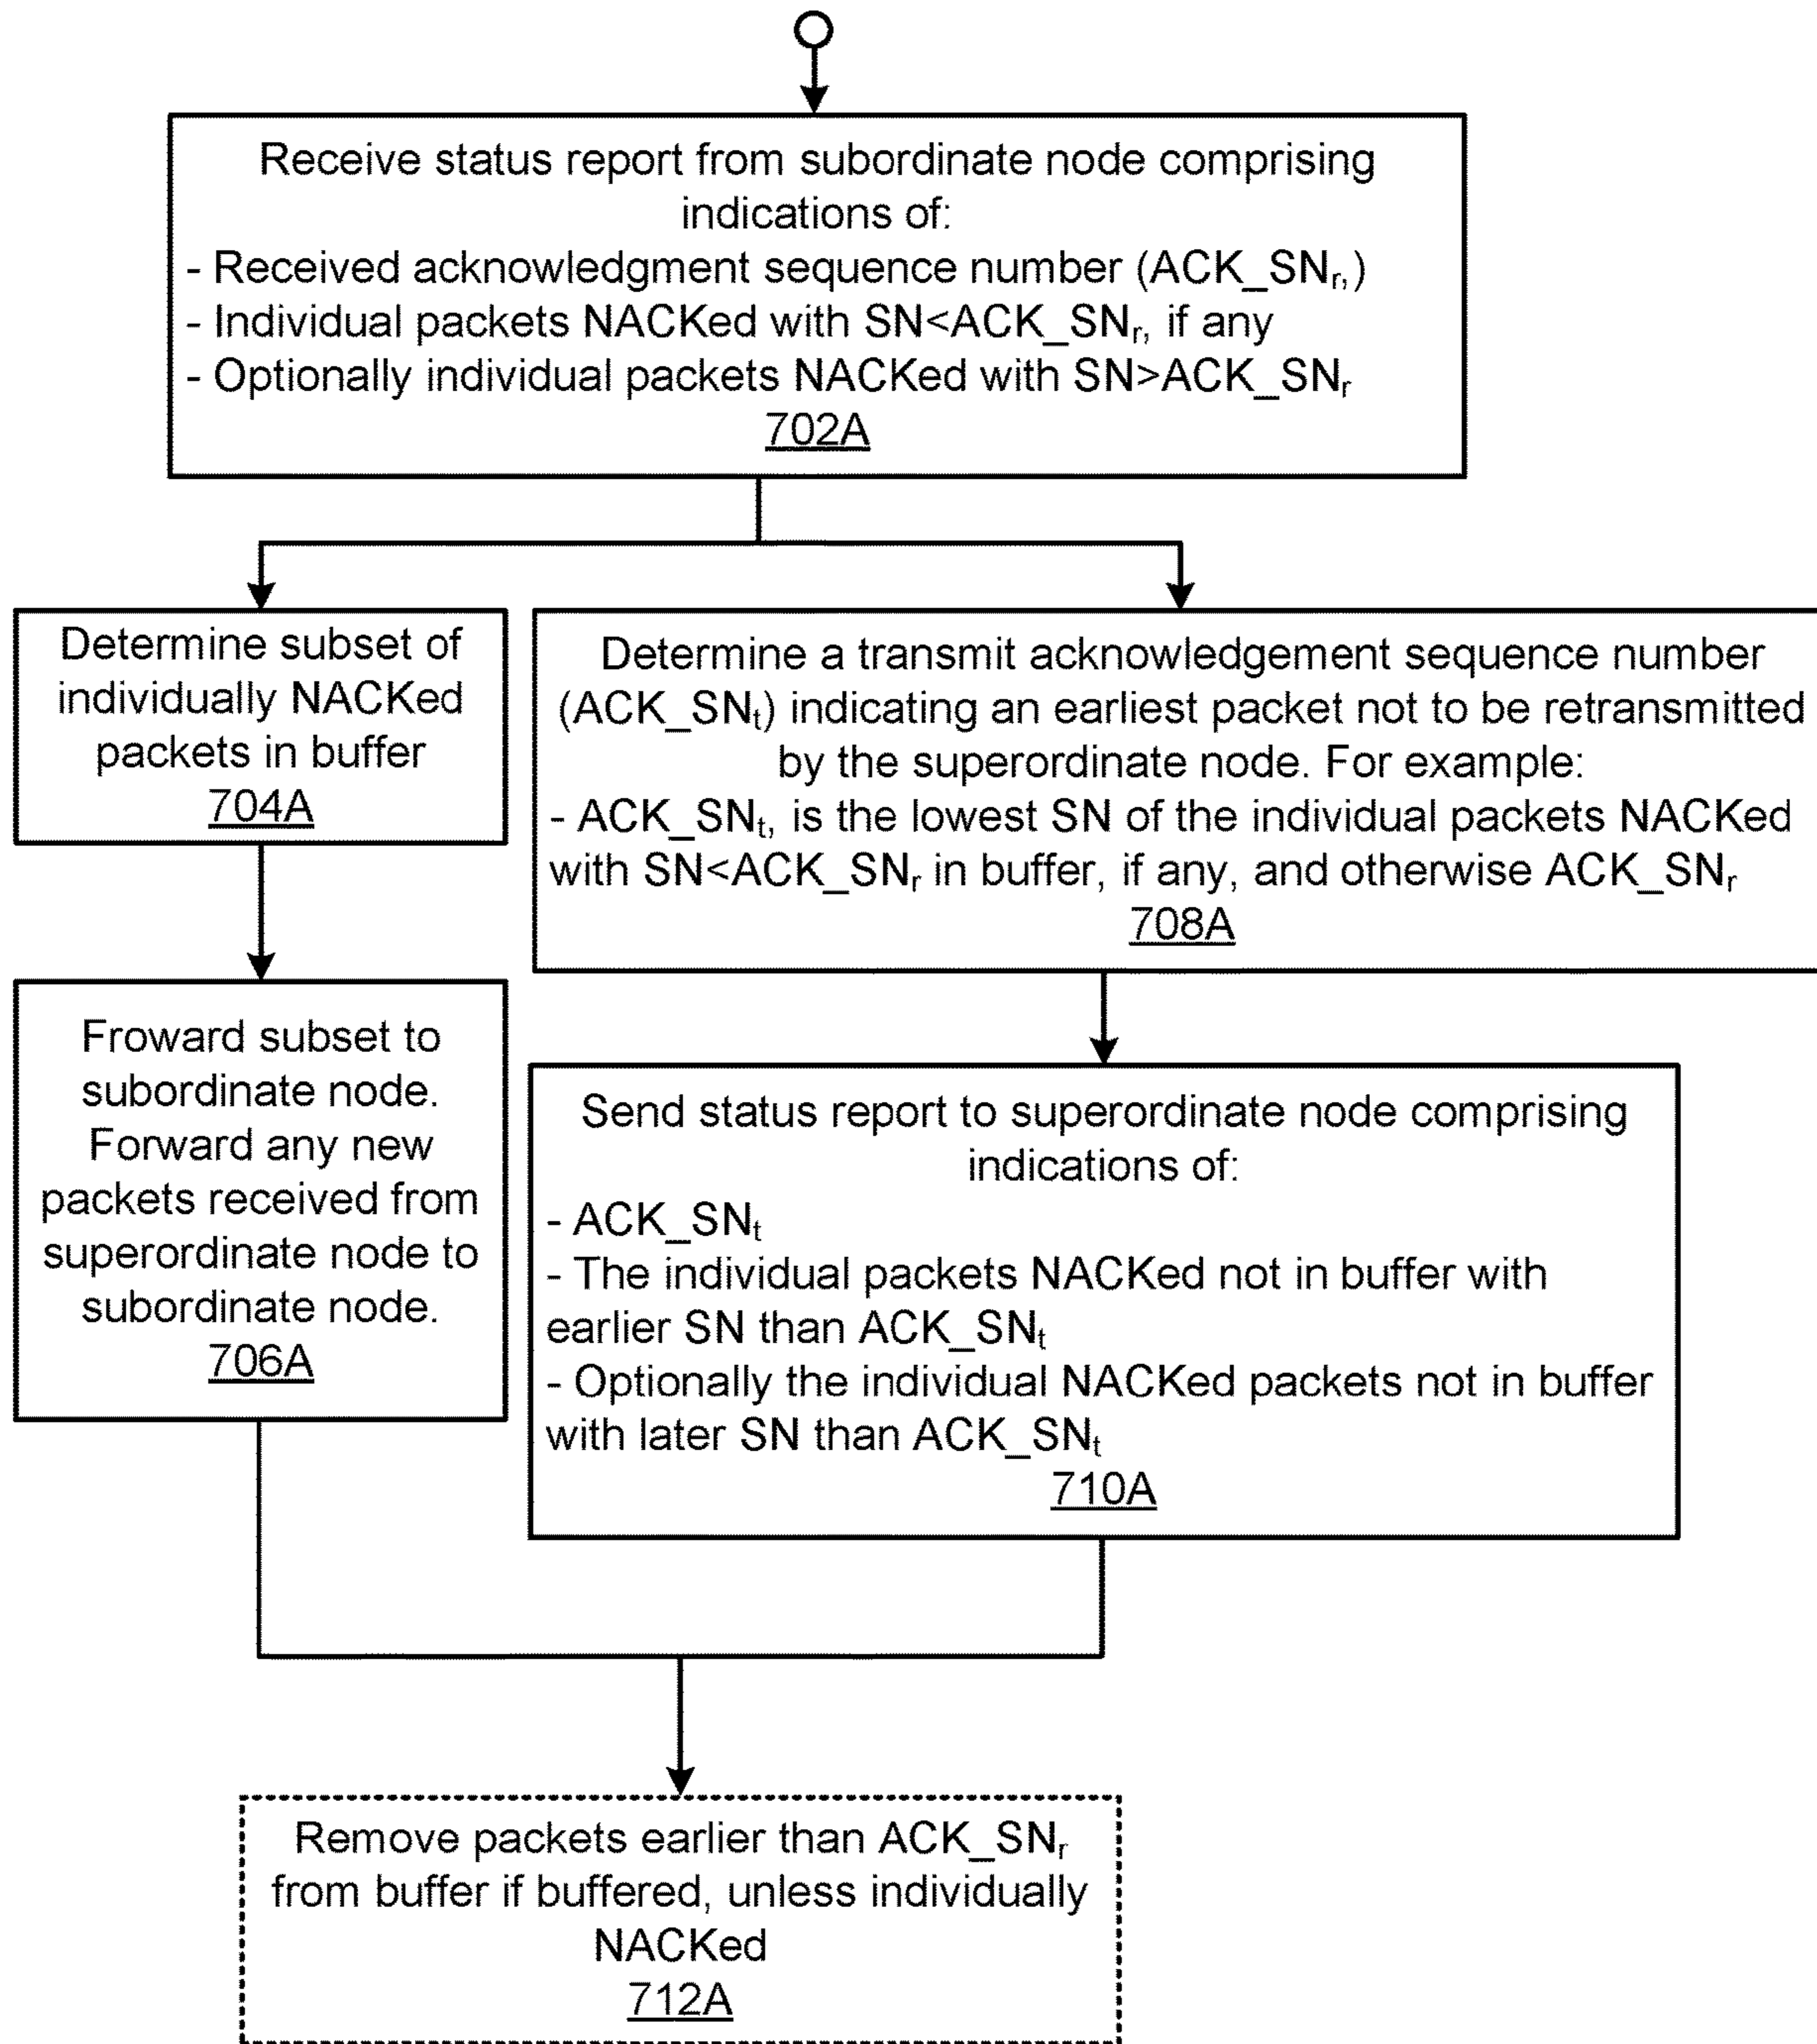 Receive status report from subordinate node comprising
indications of:
- Received acknowledgment sequence number (ACK_SNr,)
- Individual packets NACKed with SN<ACK_SNr, if any
- Optionally individual packets NACKed with SN>ACK_SNr
702A
Determine subset of
individually NACKed
packets in buffer
704A
Froward subset to
subordinate node.
Forward any new
packets received from
superordinate node to
subordinate node.
706A
Determine a transmit acknowledgement sequence number
(ACK_SNt) indicating an earliest packet not to be retransmitted
by the superordinate node. For example:
- ACK_SNt, is the lowest SN of the individual packets NACKed
with SN<ACK_SNr in buffer, if any, and otherwise ACK_SNr
708A
Send status report to superordinate node comprising
indications of:
- ACK_SNt
- The individual packets NACKed not in buffer with
earlier SN than ACK_SNt
- Optionally the individual NACKed packets not in buffer
with later SN than ACK_SNt
710A
Remove packets earlier than ACK_SNr
from buffer if buffered, unless individually
NACKed
712A